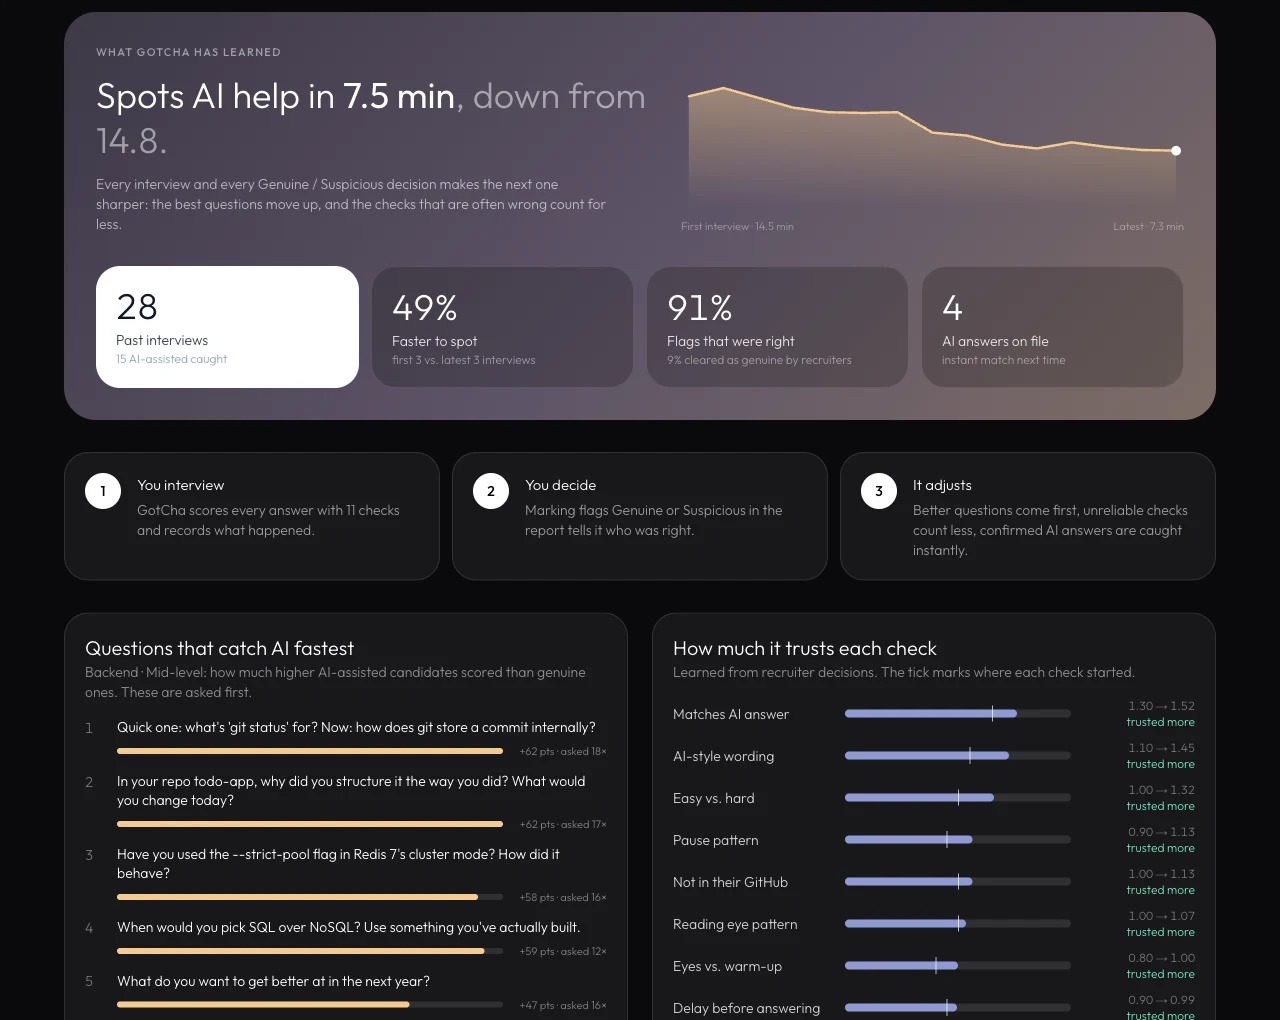 WHAT GOTCHA HAS LEARNED
Spots AI help in 7.5 min, down from
14.8.
Every interview and every Genuine / Suspicious decision makes the next one
sharper: the best questions move up, and the checks that are often wrong count for
less.
First interview · 14.5 min
Latest · 7.3 min
28
Past interviews
15 AI-assisted caught
49%
Faster to spot
first 3 vs. latest 3 interviews
91%
Flags that were right
9% cleared as genuine by recruiters
4
AI answers on file
instant match next time
1
You interview
GotCha scores every answer with 11 checks
and records what happened.
2
You decide
Marking flags Genuine or Suspicious in the
report tells it who was right.
3
It adjusts
Better questions come first, unreliable checks
count less, confirmed AI answers are caught
instantly.
Questions that catch AI fastest
Backend · Mid-level: how much higher AI-assisted candidates scored than genuine
ones. These are asked first.
1 Quick one: what's 'git status' for? Now: how does git store a commit internally?
+62 pts · asked 18×
2 In your repo todo-app, why did you structure it the way you did? What would
you change today?
+62 pts · asked 17×
3 Have you used the --strict-pool flag in Redis 7's cluster mode? How did it
behave?
+58 pts · asked 16×
4 When would you pick SQL over NoSQL? Use something you've actually built.
+59 pts · asked 12×
5 What do you want to get better at in the next year?
+47 pts · asked 16×
How much it trusts each check
Learned from recruiter decisions. The tick marks where each check started.
Matches AI answer
1.30 → 1.52
trusted more
AI-style wording
1.10 → 1.45
trusted more
Easy vs. hard
1.00 → 1.32
trusted more
Pause pattern
0.90 → 1.13
trusted more
Not in their GitHub
1.00 → 1.13
trusted more
Reading eye pattern
1.00 → 1.07
trusted more
Eyes vs. warm-up
0.80 → 1.00
trusted more
Delay before answering
0.90 → 0.99
trusted more